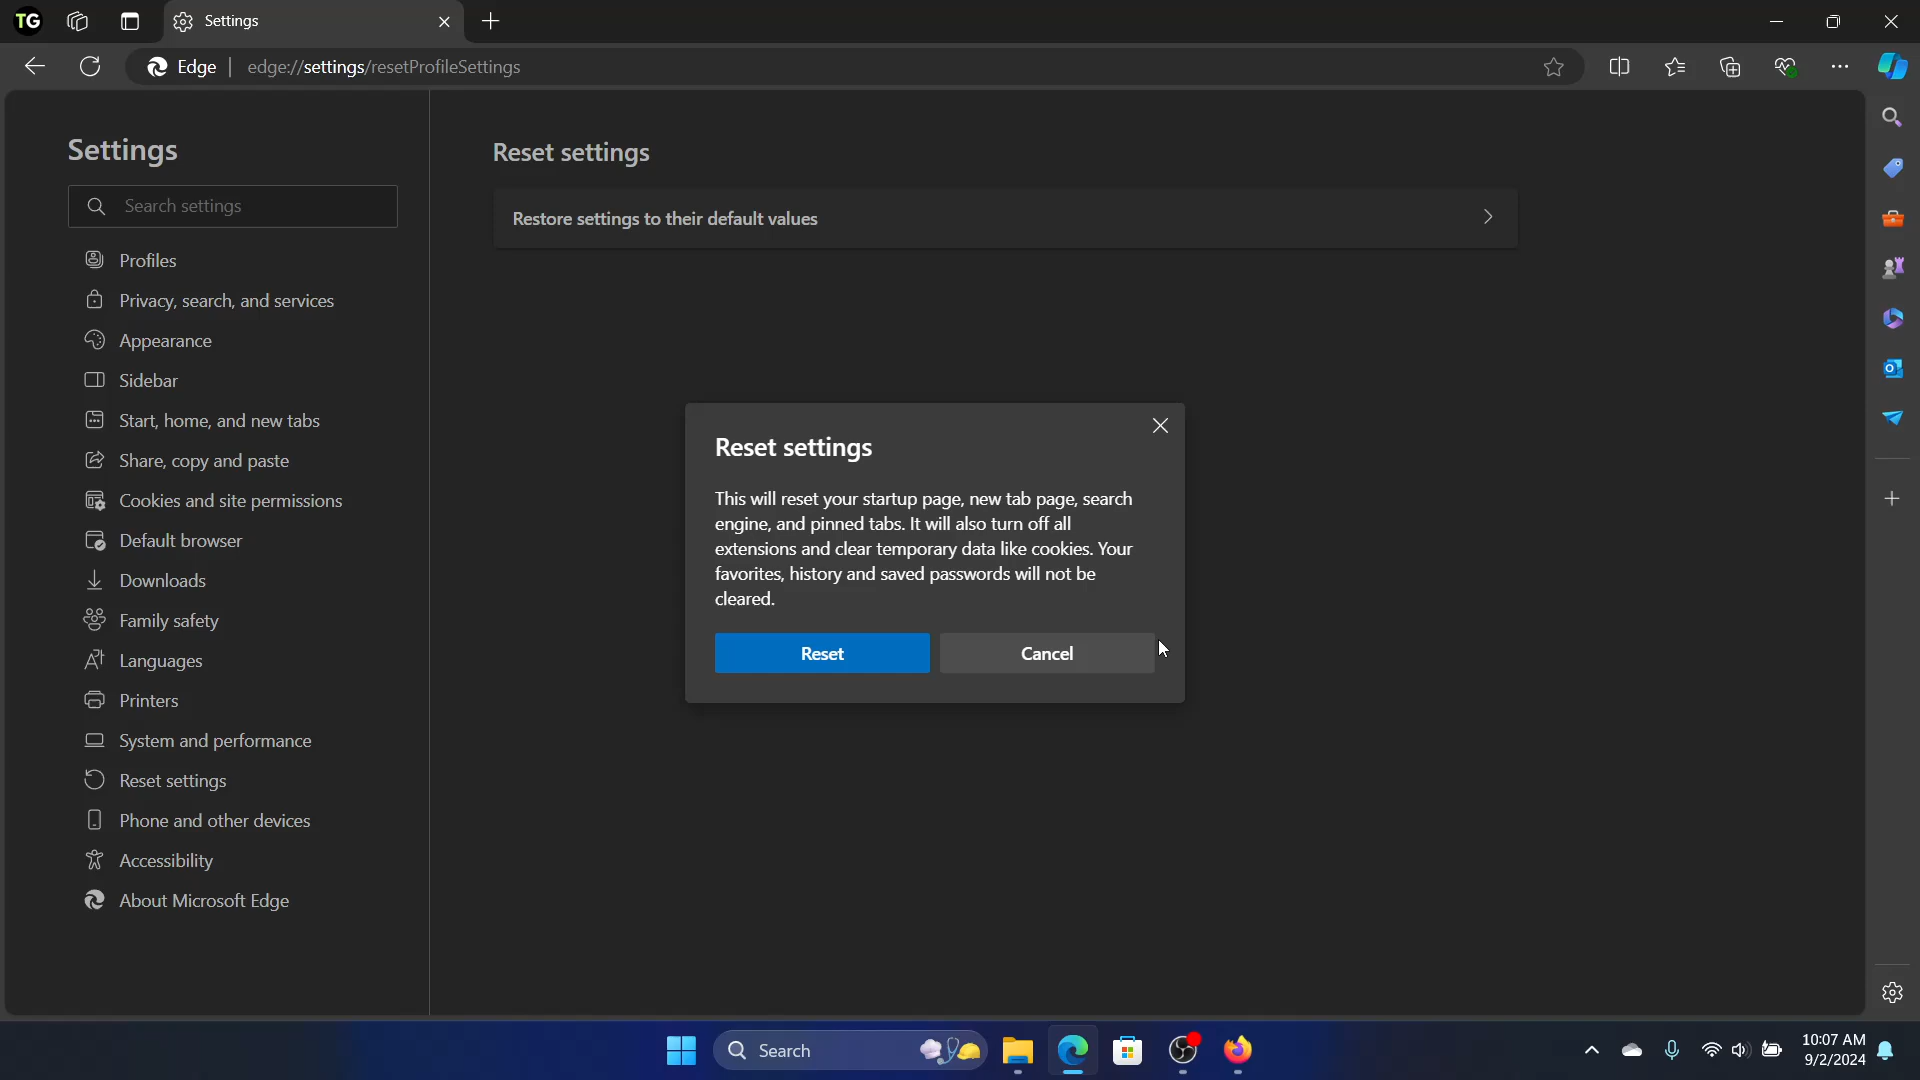 TG
Settings
Edge
edge://settings/resetProfileSettings
Settings
Search settings
Profiles
Privacy, search, and services
Appearance
Sidebar
Start, home, and new tabs
Share, copy and paste
Cookies and site permissions
Default browser
Downloads
Family safety
Languages
Printers
System and performance
Reset settings
Phone and other devices
Accessibility
About Microsoft Edge
Reset settings
Restore settings to their default values
Reset settings
This will reset your startup page, new tab page, search
engine, and pinned tabs. It will also turn off all
extensions and clear temporary data like cookies. Your
favorites, history and saved passwords will not be
cleared.
Reset
Cancel
Search
10:07 AM
9/2/2024